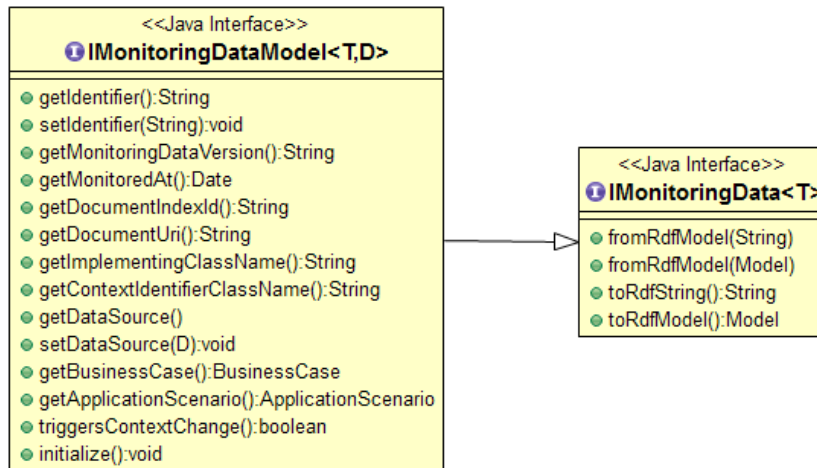 <<Java Interface>>
IMonitoringDataModel<T,D>
getIdentifier():String
setIdentifier(String):void
getMonitoringDataVersion():String
getMonitoredAt():Date
getDocumentIndexId():String
getDocumentUri():String
getImplementingClassName():String
getContextIdentifierClassName():String
getDataSource()
setDataSource(D):void
getBusinessCase():BusinessCase
getApplicationScenario():ApplicationScenario
triggersContextChange():boolean
initialize():void
<<Java Interface>>
IMonitoringData<T>
fromRdfModel(String)
fromRdfModel(Model)
toRdfString():String
toRdfModel():Model